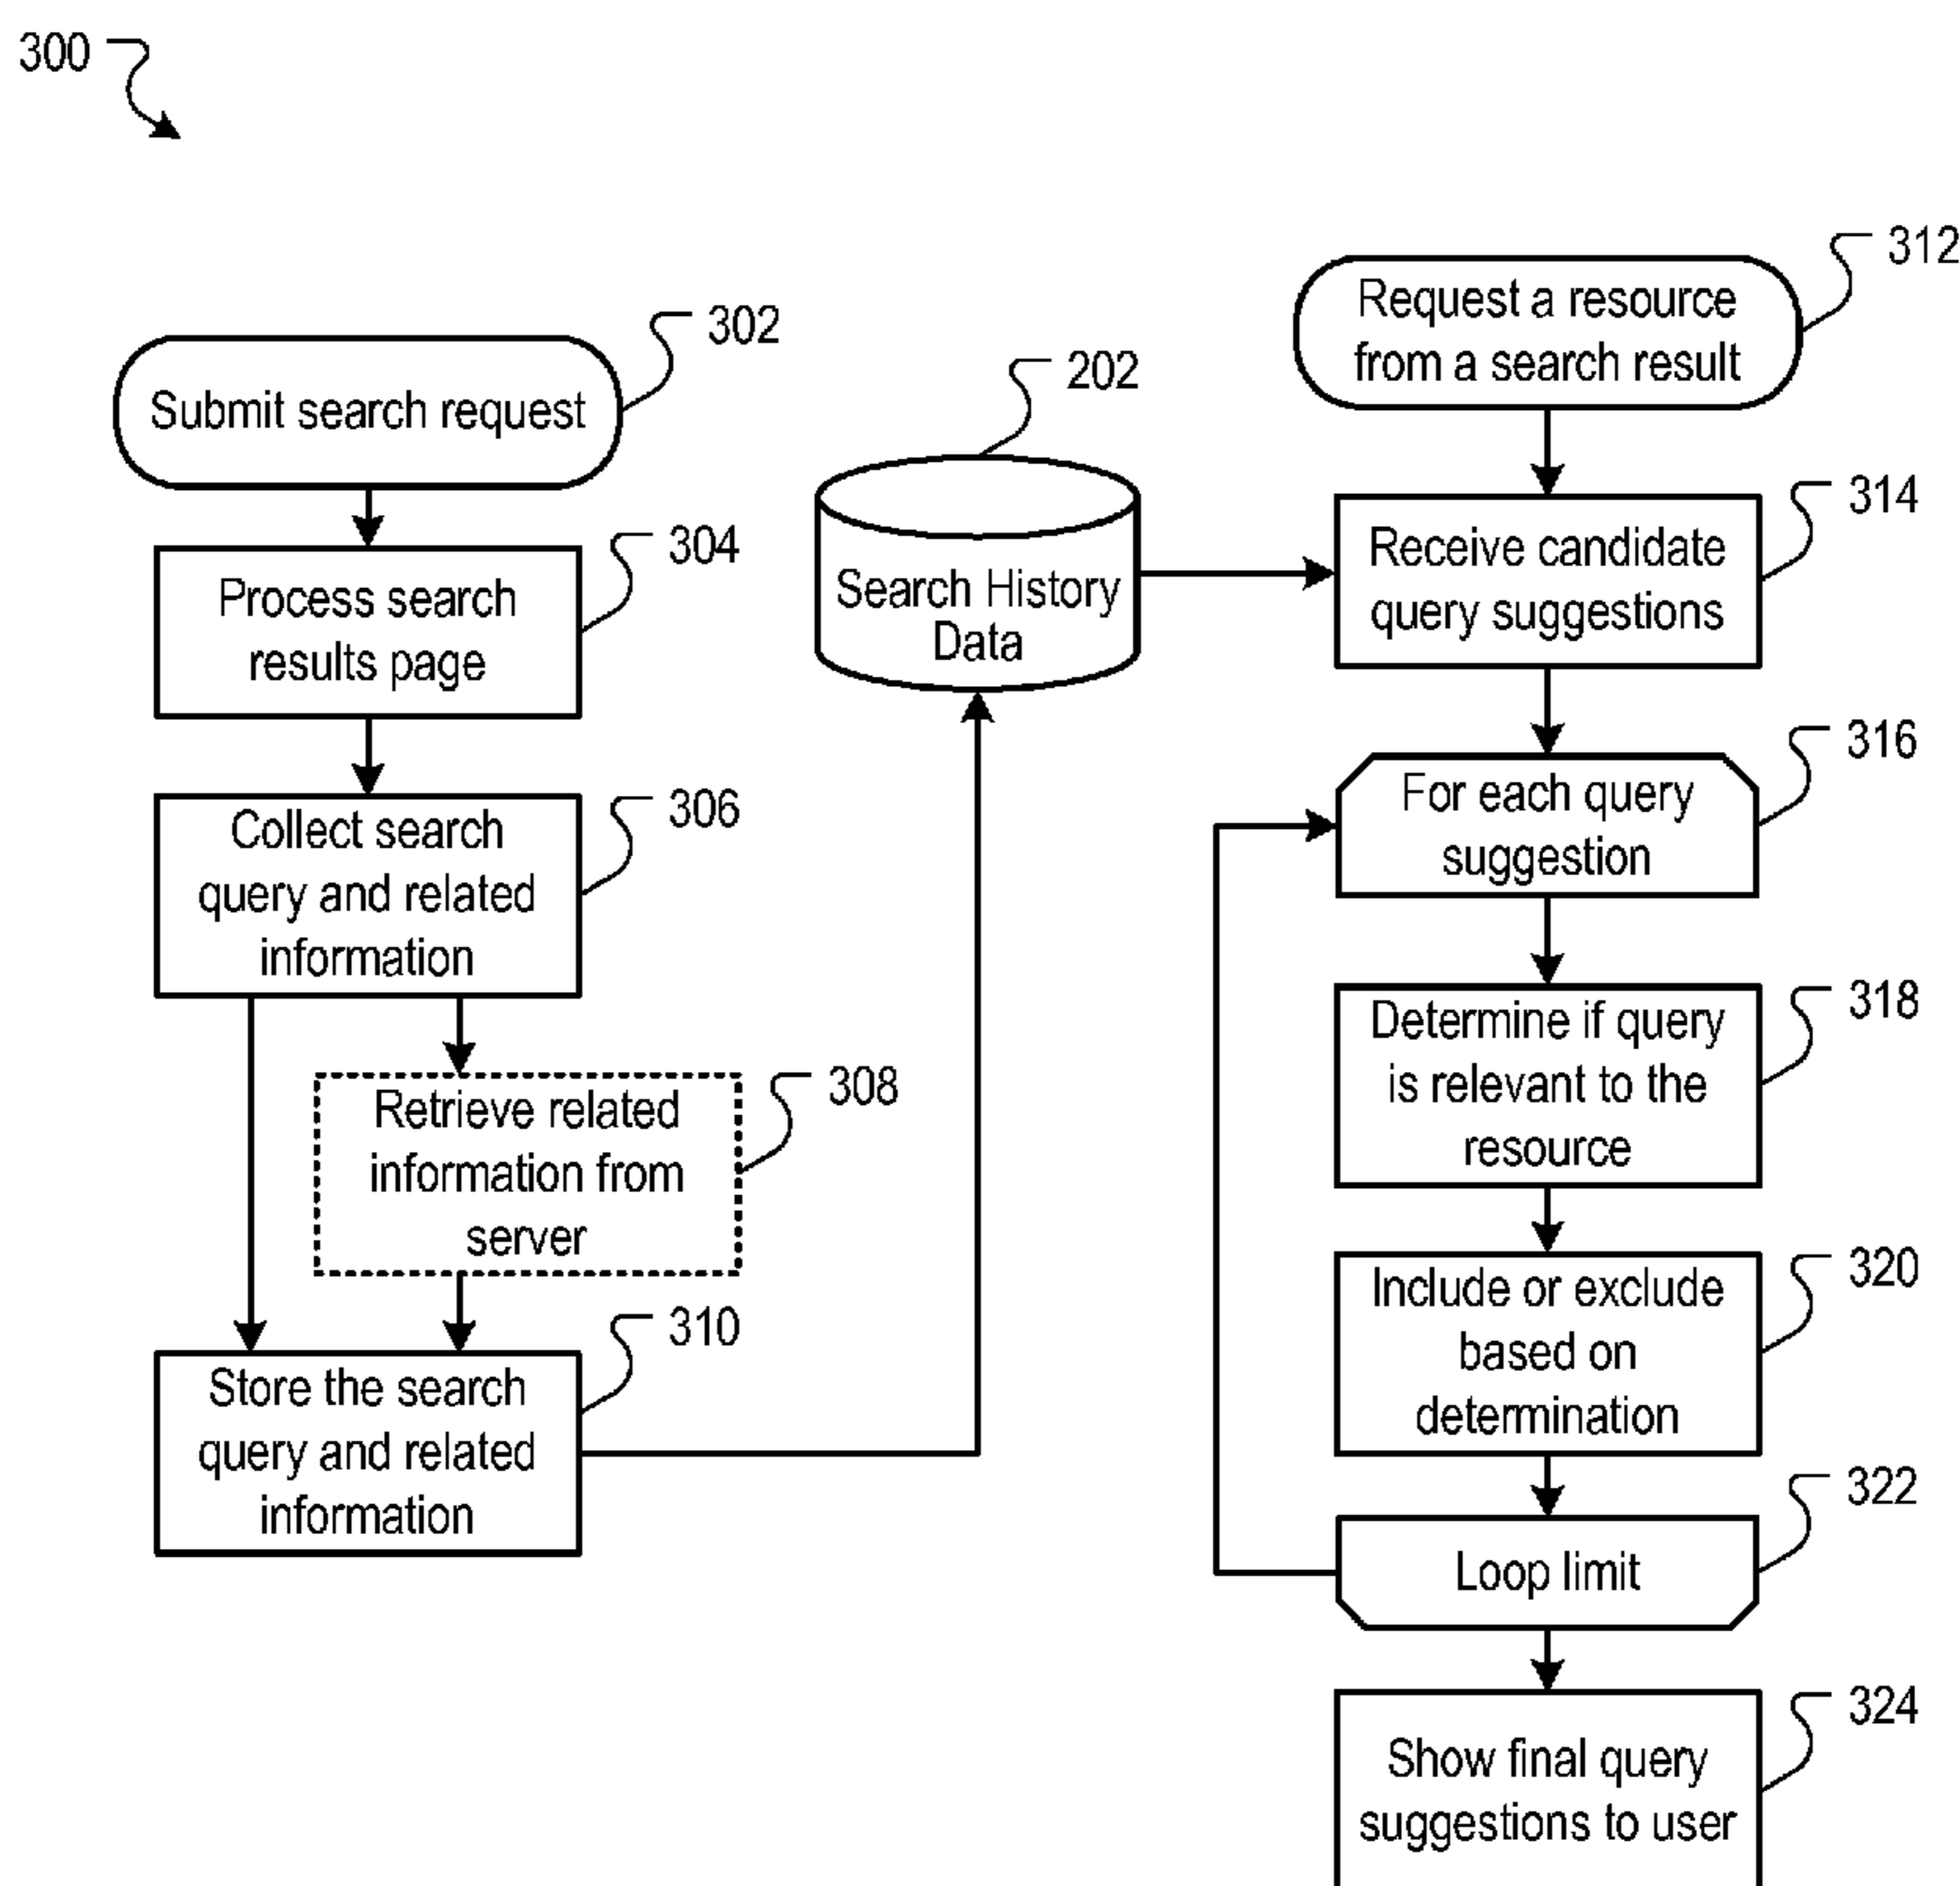 300
302
Submit search request
304
Process search
results page
306
Collect search
query and related
information
308
Retrieve related
information from
server
310
Store the search
query and related
information
202
Search History
Data
312
Request a resource
from a search result
314
Receive candidate
query suggestions
316
For each query
suggestion
318
Determine if query
is relevant to the
resource
320
Include or exclude
based on
determination
322
Loop limit
324
Show final query
suggestions to user